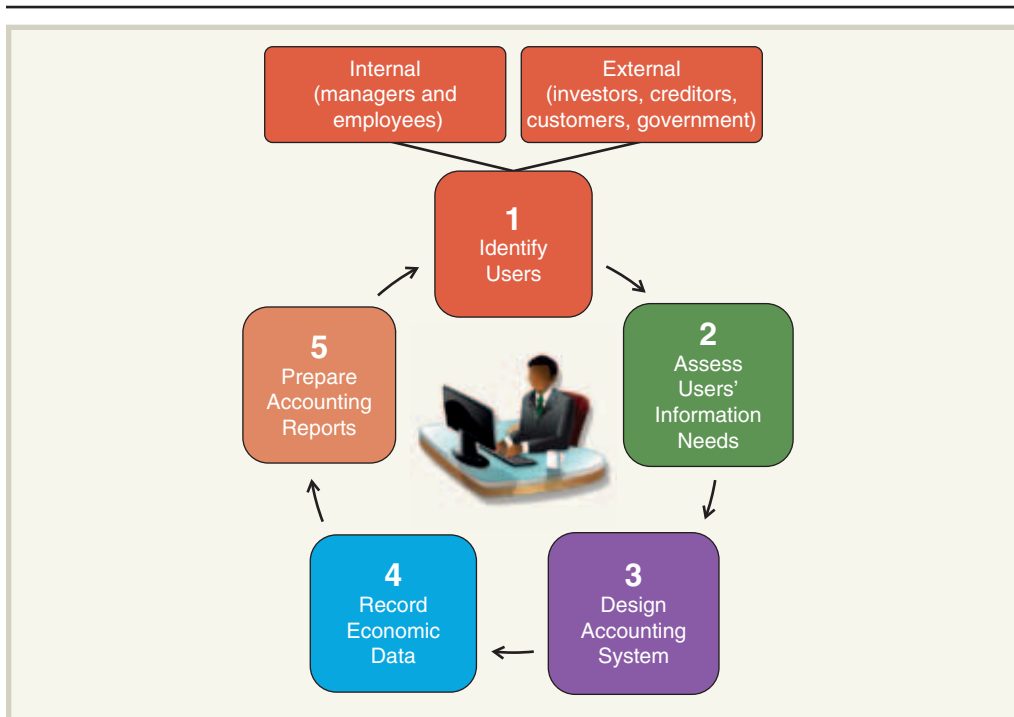 Internal
(managers and
employees)
External
(investors, creditors,
customers, government)
1
Identify
Users
2
Assess
Users’
Information
Needs
3
Design
Accounting
System
4
Record
Economic
Data
5
Prepare
Accounting
Reports